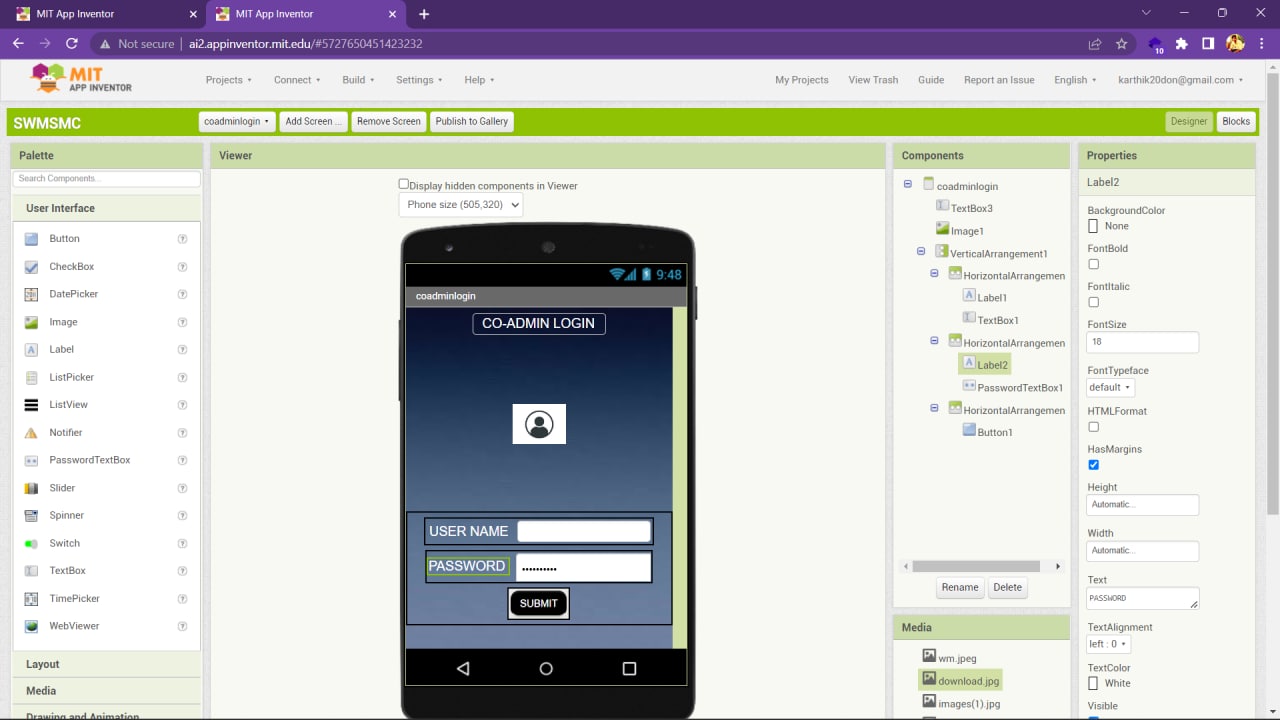 MIT App Inventor
MIT App Inventor
Not secure | ai2.appinventor.mit.edu/#5727650451423232
10
MIT
APP INVENTOR
Projects Connect Build Settings Help My Projects View Trash Guide Report an Issue English karthik20don@gmail.com
SWMSMC coadminlogin Add Screen ... Remove Screen Publish to Gallery Designer Blocks
Palette
Search Components...
User Interface
Button
CheckBox
DatePicker
Image
Label
ListPicker
ListView
Notifier
PasswordTextBox
Slider
Spinner
Switch
TextBox
TimePicker
WebViewer
Layout
Media
Drawing and Animation
Viewer
Display hidden components in Viewer
Phone size (505,320)
9:48
coadminlogin
CO-ADMIN LOGIN
USER NAME
PASSWORD ••••••••••
SUBMIT
Components
coadminlogin
TextBox3
Image1
VerticalArrangement1
HorizontalArrangemen
Label1
TextBox1
HorizontalArrangemen
Label2
PasswordTextBox1
HorizontalArrangemen
Button1
Rename Delete
Media
wm.jpeg
download.jpg
images(1).jpg
Properties
Label2
BackgroundColor
None
FontBold
FontItalic
FontSize
18
FontTypeface
default
HTMLFormat
HasMargins
Height
Automatic...
Width
Automatic...
Text
PASSWORD
TextAlignment
left : 0
TextColor
White
Visible